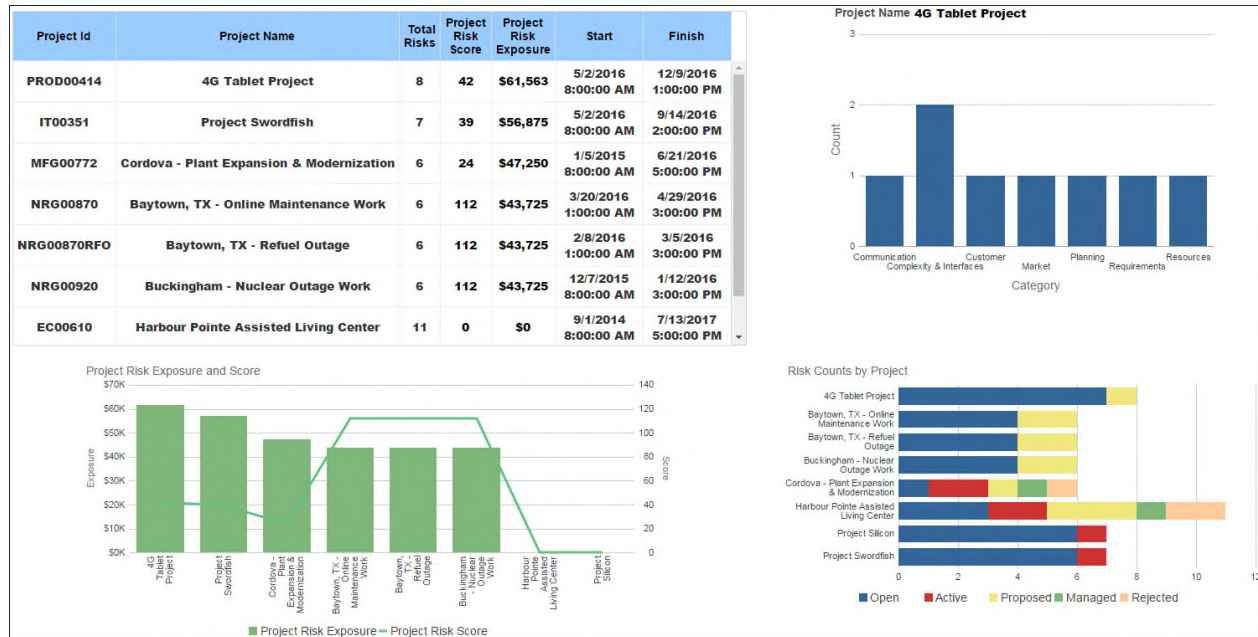 Project Id Project Name Total Risks Project Risk Score Project Risk Exposure Start Finish
PROD00414 4G Tablet Project 8 42 $61,563 5/2/2016 8:00:00 AM 12/9/2016 1:00:00 PM
IT00351 Project Swordfish 7 39 $56,875 5/2/2016 8:00:00 AM 9/14/2016 2:00:00 PM
MFG00772 Cordova - Plant Expansion & Modernization 6 24 $47,250 1/5/2015 8:00:00 AM 6/21/2016 5:00:00 PM
NRG00870 Baytown, TX - Online Maintenance Work 6 112 $43,725 3/20/2016 1:00:00 AM 4/29/2016 3:00:00 PM
NRG00870RFO Baytown, TX - Refuel Outage 6 112 $43,725 2/8/2016 1:00:00 AM 3/5/2016 3:00:00 PM
NRG00920 Buckingham - Nuclear Outage Work 6 112 $43,725 12/7/2015 8:00:00 AM 1/12/2016 3:00:00 PM
EC00610 Harbour Pointe Assisted Living Center 11 0 $0 9/1/2014 8:00:00 AM 7/13/2017 5:00:00 PM
Project Name 4G Tablet Project
3
2
1
0
Count
Communication
Complexity & Interfaces
Customer
Market
Planning
Requirements
Resources
Category
Project Risk Exposure and Score
$70K
$60K
$50K
$40K
$30K
$20K
$10K
$0K
Exposure
140
120
100
80
60
40
20
0
Score
4G
Tablet
Project
Project
Swordfish
Cordova -
Plant
Expansion &
Modernization
Baytown, TX -
Online
Maintenance
Work
Baytown,
TX -
Refuel
Outage
Buckingham
- Nuclear
Outage
Work
Harbour
Pointe
Assisted
Living Center
Project
Silicon
Project Risk Exposure Project Risk Score
Risk Counts by Project
4G Tablet Project
Baytown, TX - Online
Maintenance Work
Baytown, TX - Refuel
Outage
Buckingham - Nuclear
Outage Work
Cordova - Plant Expansion
& Modernization
Harbour Pointe Assisted
Living Center
Project Silicon
Project Swordfish
0 2 4 6 8 10 12
Open Active Proposed Managed Rejected